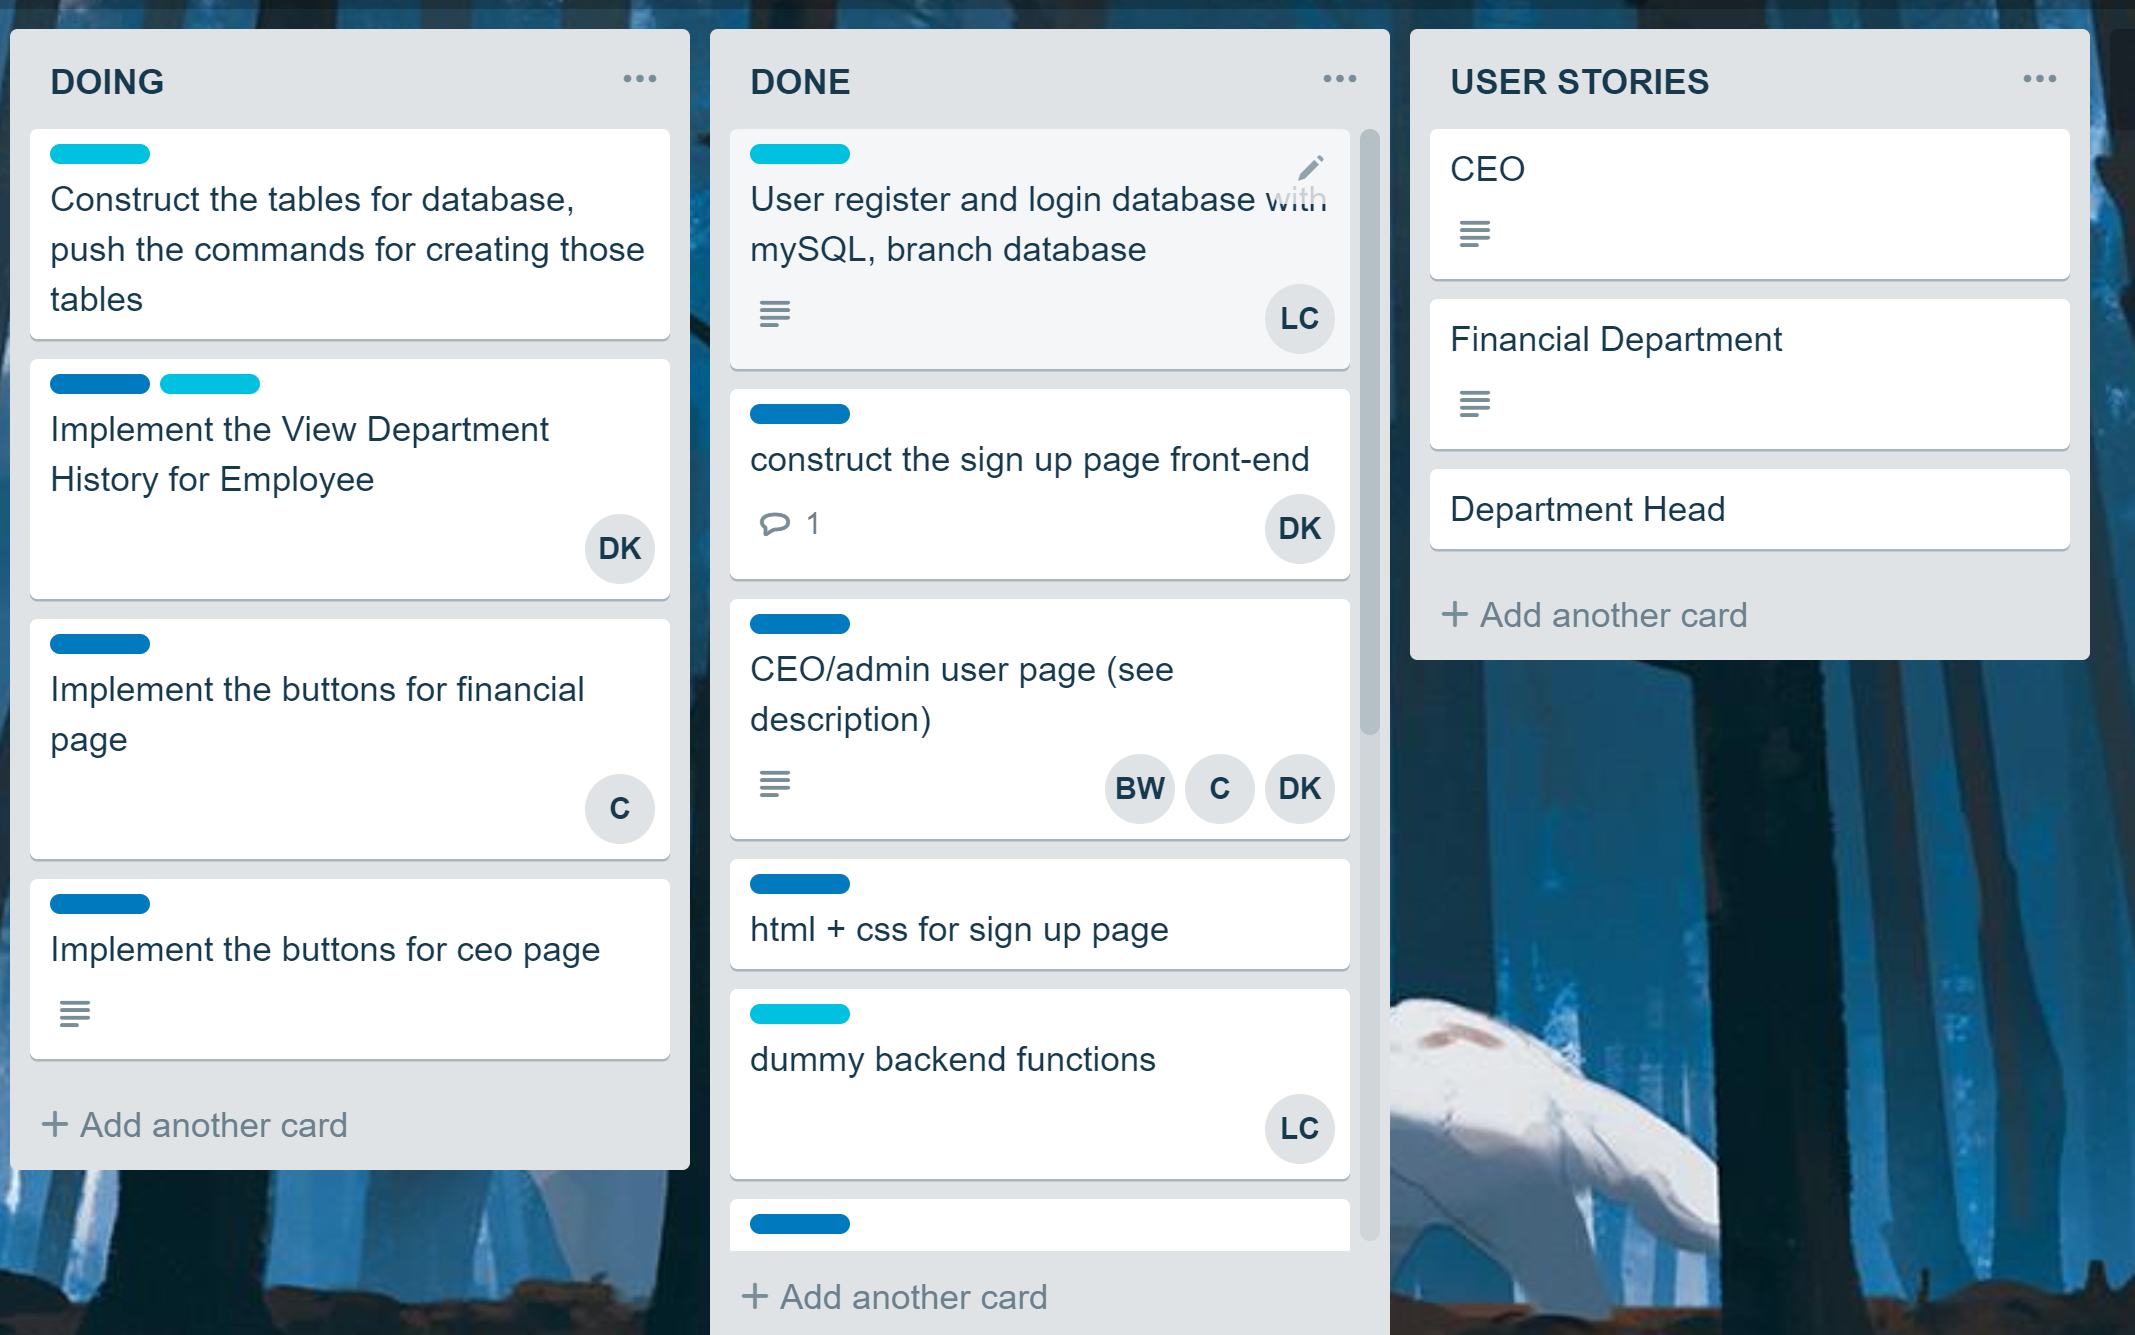 DOING
Construct the tables for database,
push the commands for creating those
tables
Implement the View Department
History for Employee
DK
Implement the buttons for financial
page
C
Implement the buttons for ceo page
+ Add another card
DONE
User register and login database with
mySQL, branch database
LC
construct the sign up page front-end
1
DK
CEO/admin user page (see
description)
BW C DK
html + css for sign up page
dummy backend functions
LC
+ Add another card
USER STORIES
CEO
Financial Department
Department Head
+ Add another card